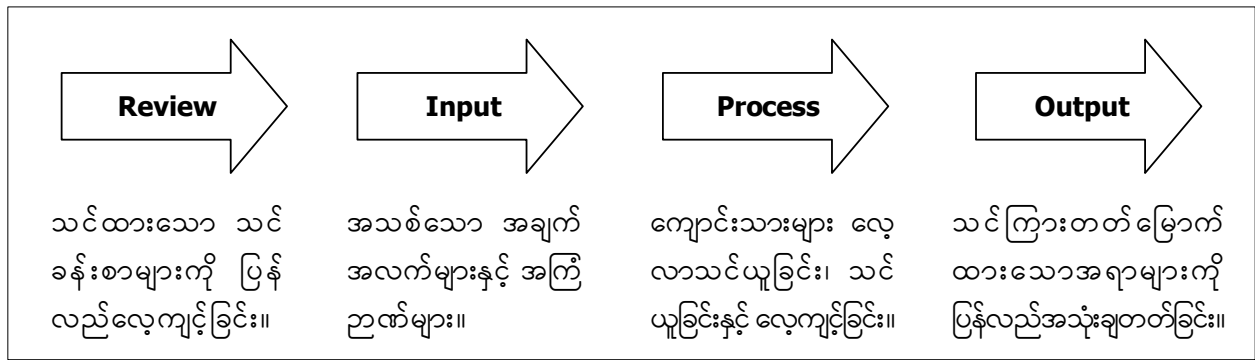 Review
Input
Process
Output
သင်ထားသော သင်
ခန်းစာများကို ပြန်
လည်လေ့ကျင့်ခြင်း။
အသစ်သော အချက်
အလက်များနှင့် အကြံ
ဉာဏ်များ။
ကျောင်းသားများ လေ့
လာသင်ယူခြင်း၊ သင်
ယူခြင်းနှင့် လေ့ကျင့်ခြင်း။
သင်ကြားတတ်မြောက်
ထားသောအရာများကို
ပြန်လည်အသုံးချတတ်ခြင်း။